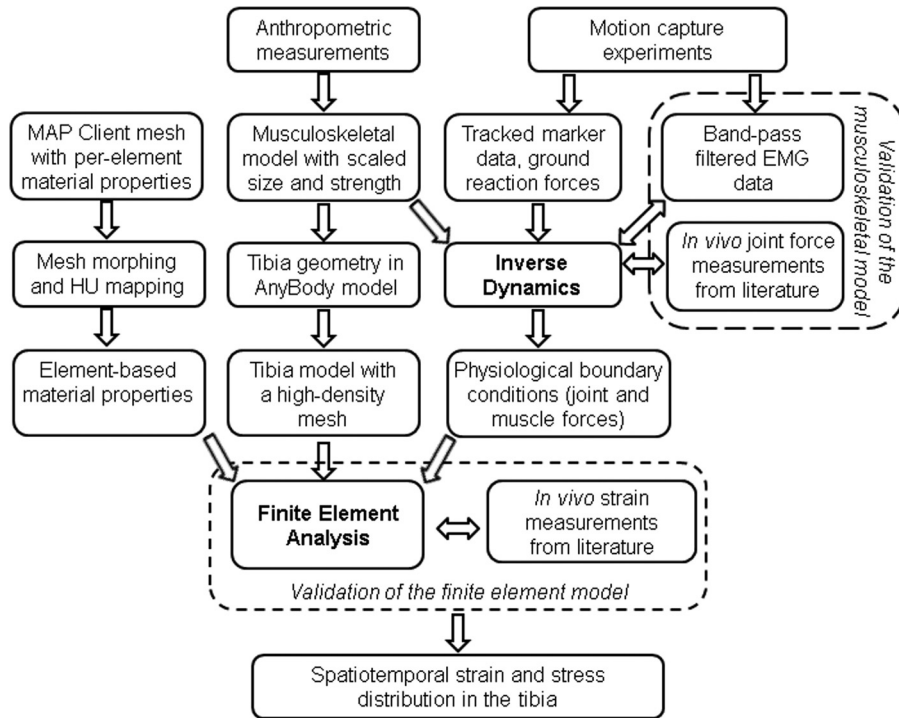 Anthropometric
measurements
Motion capture
experiments
MAP Client mesh
with per-element
material properties
Musculoskeletal
model with scaled
size and strength
Tracked marker
data, ground
reaction forces
Band-pass
filtered EMG
data
Validation of the
musculoskeletal model
Mesh morphing
and HU mapping
Tibia geometry in
AnyBody model
Inverse
Dynamics
In vivo joint force
measurements
from literature
Element-based
material properties
Tibia model with
a high-density
mesh
Physiological boundary
conditions (joint and
muscle forces)
Finite Element
Analysis
In vivo strain
measurements
from literature
Validation of the finite element model
Spatiotemporal strain and stress
distribution in the tibia